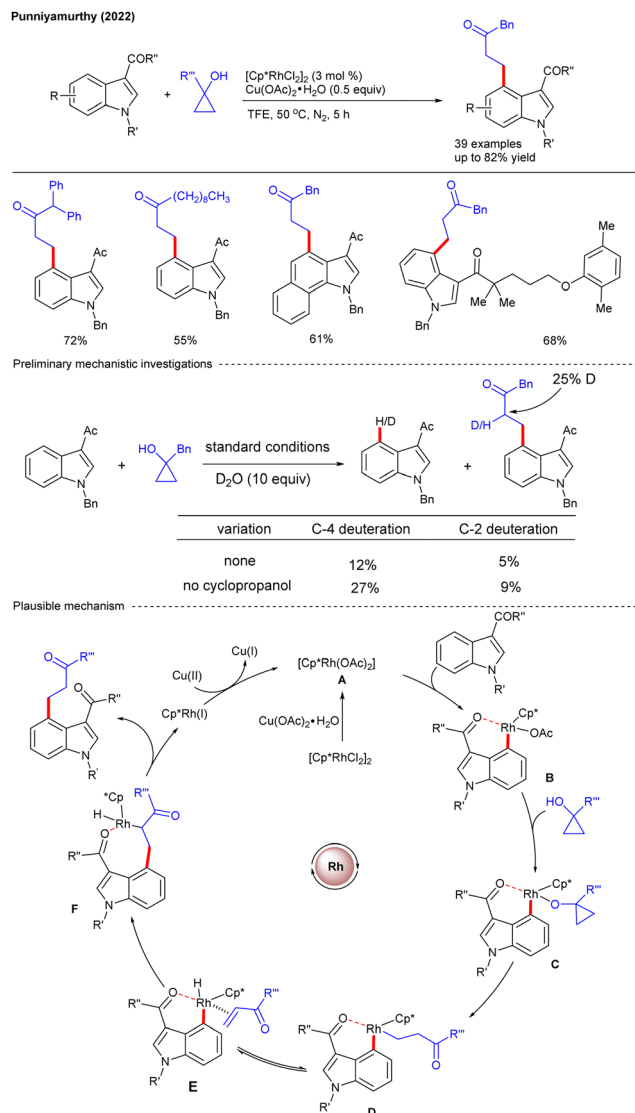 Punniyamurthy (2022)
COR"
R
N
R'
+
R'"
OH
[Cp*RhCl2]2 (3 mol %)
Cu(OAc)2•H2O (0.5 equiv)
TFE, 50 °C, N2, 5 h
O
Bn
COR"
R
N
R'
39 examples
up to 82% yield
Ph
O
Ph
Ac
N
Bn
72%
O
(CH2)8CH3
Ac
N
Bn
55%
O
Bn
Ac
N
Bn
61%
O
Bn
O
N
Bn
Me
Me
O
Me
Me
68%
Preliminary mechanistic investigations
Ac
N
Bn
+
HO
Bn
standard conditions
D2O (10 equiv)
H/D
Ac
N
Bn
+
O
Bn
25% D
D/H
Ac
N
Bn
variation C-4 deuteration C-2 deuteration
none 12% 5%
no cyclopropanol 27% 9%
Plausible mechanism
O
R'"
O
R"
N
R'
Cu(II)
Cu(I)
Cp*Rh(I)
[Cp*Rh(OAc)2]
A
Cu(OAc)2•H2O
[Cp*RhCl2]2
COR"
N
R'
R"
O
Cp*
Rh
OAc
N
R'
B
HO
R'"
R"
O
Rh
Cp*
O
R'"
N
R'
C
R"
O
Rh
Cp*
R'"
O
N
R'
D
R"
O
H
Rh
Cp*
R'"
O
N
R'
E
*Cp
H
Rh
R'"
O
O
R"
N
R'
F
Rh